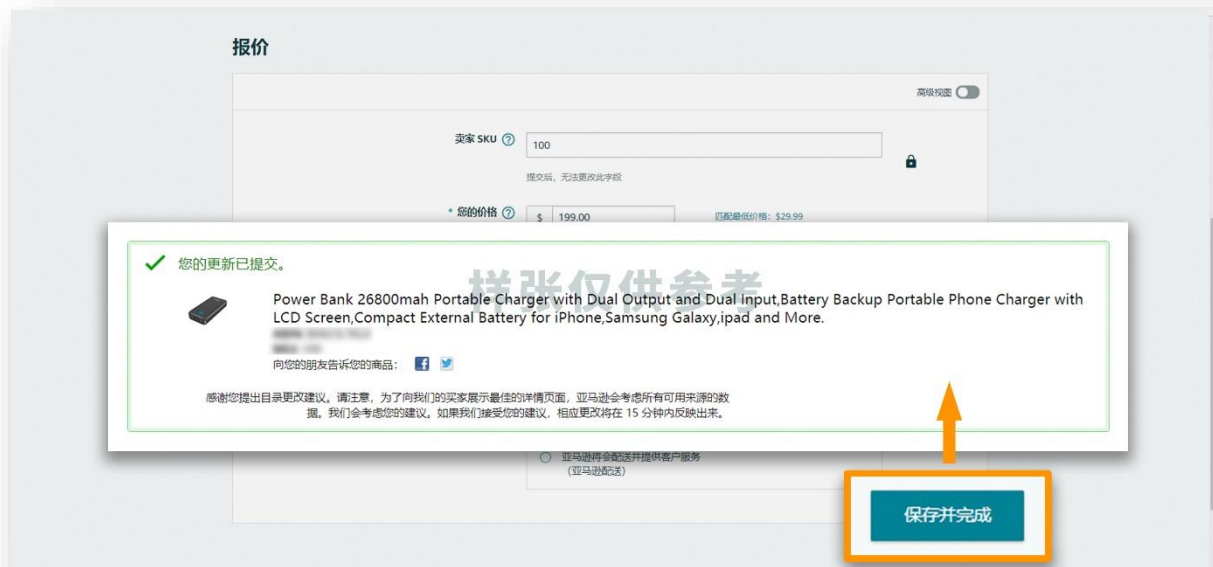 报价
高级视图
卖家 SKU
100
提交后，无法更改此字段
* 您的价格
$ 199.00
匹配最低价格：$29.99
您的更新已提交。
样张仅供参考
Power Bank 26800mah Portable Charger with Dual Output and Dual Input,Battery Backup Portable Phone Charger with
LCD Screen,Compact External Battery for iPhone,Samsung Galaxy,ipad and More.
向您的朋友告诉您的商品：
感谢您提出目录更改建议。请注意，为了向我们的买家展示最佳的详情页面，亚马逊会考虑所有可用来源的数
据。我们会考虑您的建议。如果我们接受您的建议，相应更改将在 15 分钟内反映出来。
亚马逊将会配送并提供客户服务
（亚马逊配送）
保存并完成